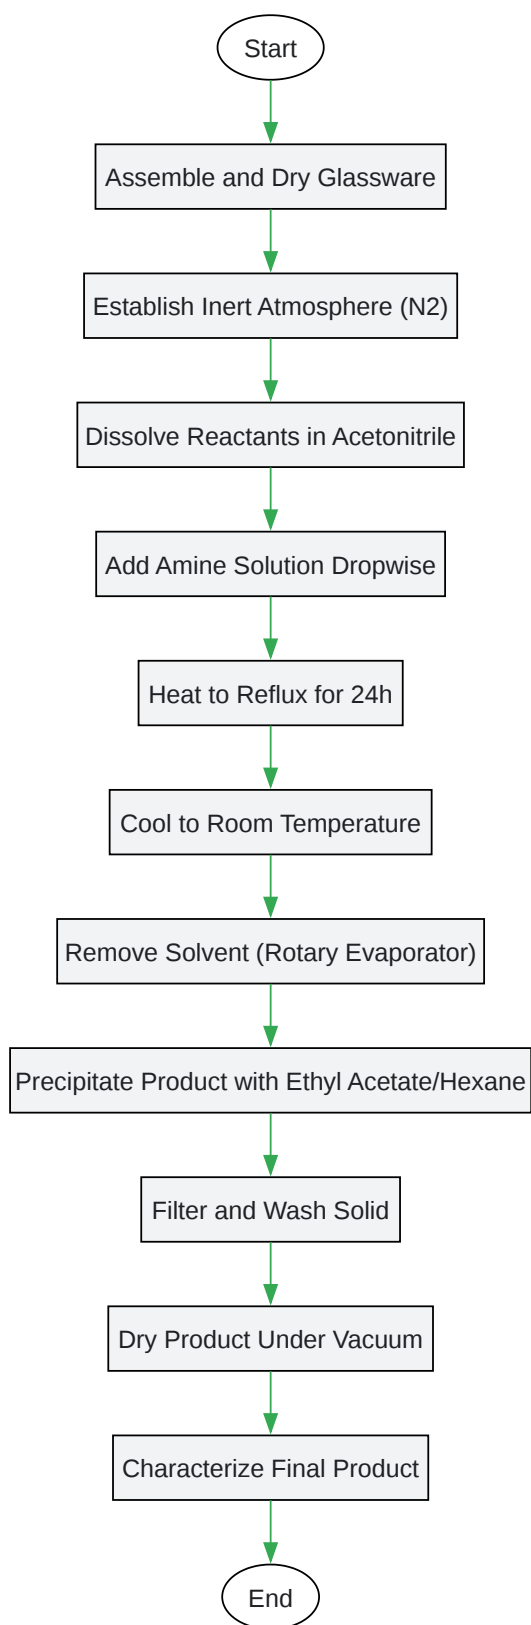 Start
Assemble and Dry Glassware
Establish Inert Atmosphere (N2)
Dissolve Reactants in Acetonitrile
Add Amine Solution Dropwise
Heat to Reflux for 24h
Cool to Room Temperature
Remove Solvent (Rotary Evaporator)
Precipitate Product with Ethyl Acetate/Hexane
Filter and Wash Solid
Dry Product Under Vacuum
Characterize Final Product
End